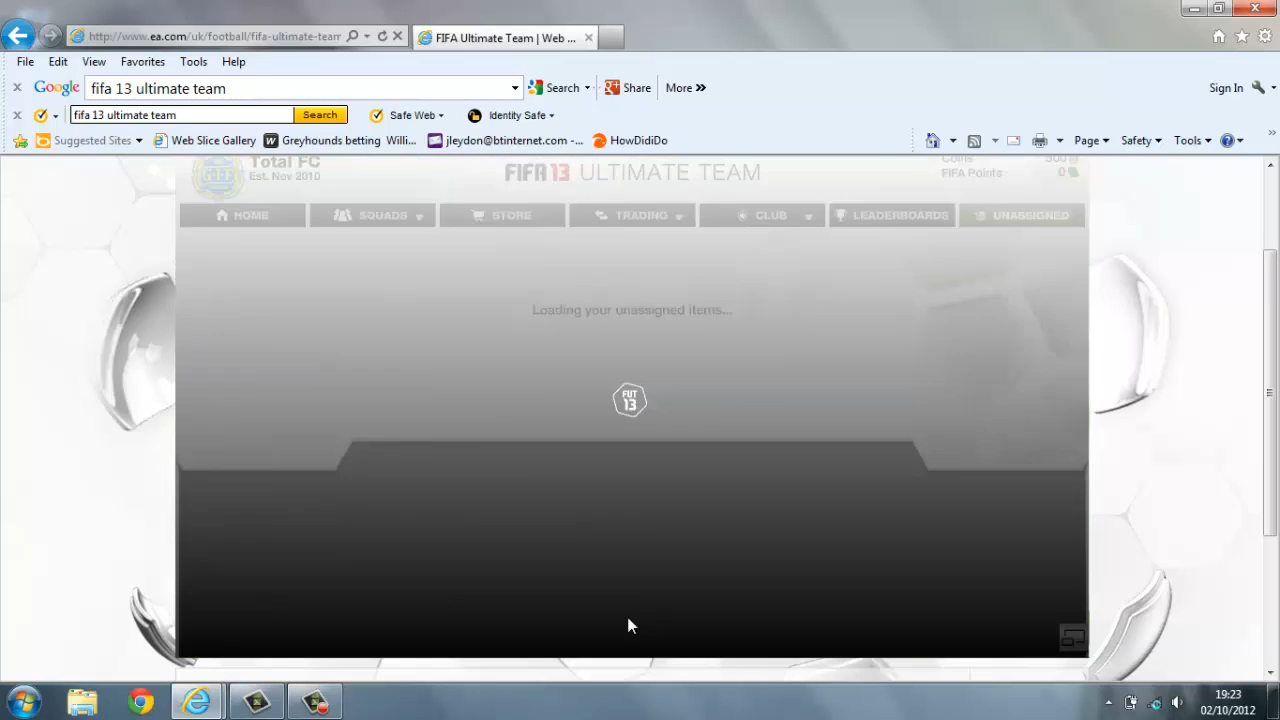 http://www.ea.com/uk/football/fifa-ultimate-team
FIFA Ultimate Team | Web ...
File Edit View Favorites Tools Help
Google fifa 13 ultimate team Search Share More Sign In
fifa 13 ultimate team Search Safe Web Identity Safe
Suggested Sites Web Slice Gallery Greyhounds betting Willi... jleydon@btinternet.com -... HowDidiDo Page Safety Tools
Total FC
Est. Nov 2010
FIFA 13 ULTIMATE TEAM
Coins 500
FIFA Points 0
HOME SQUADS STORE TRADING CLUB LEADERBOARDS UNASSIGNED
Loading your unassigned items...
FUT
13
19:23
02/10/2012